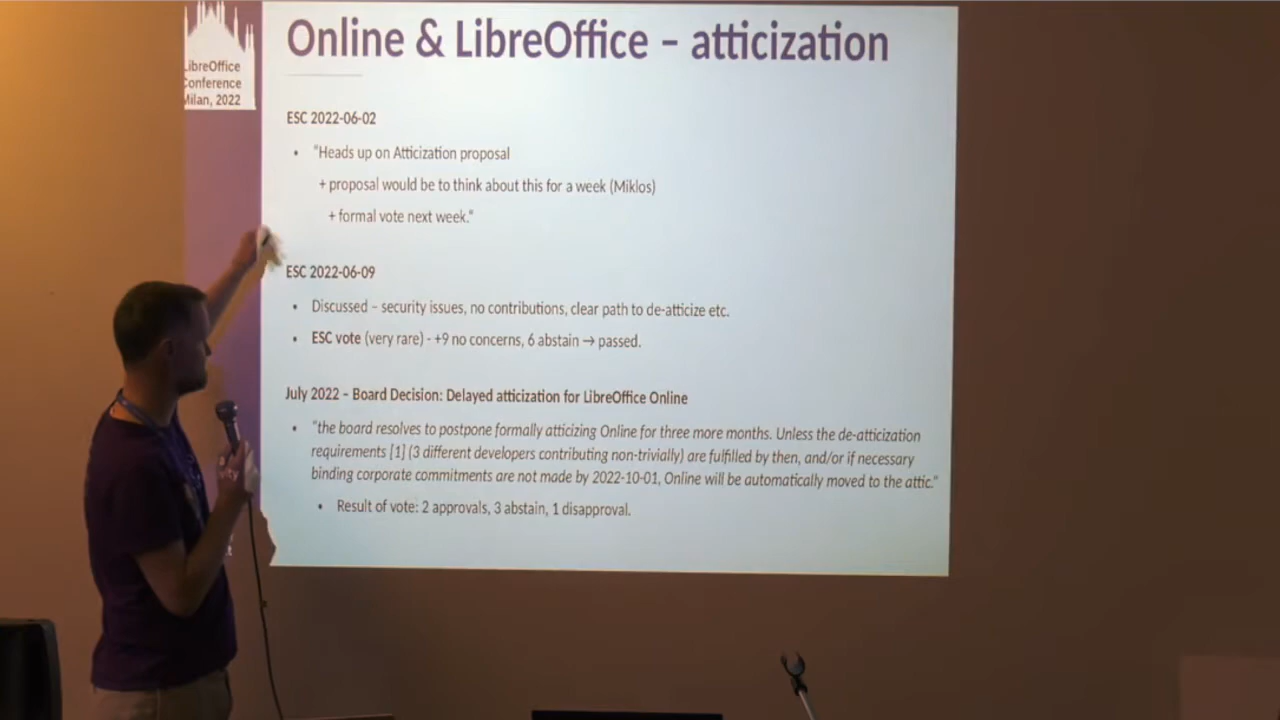 Online & LibreOffice – atticization
LibreOffice
Conference
Milan, 2022
ESC 2022-06-02
• "Heads up on Atticization proposal
+ proposal would be to think about this for a week (Miklos)
+ formal vote next week."
ESC 2022-06-09
• Discussed – security issues, no contributions, clear path to de-atticize etc.
• ESC vote (very rare) - +9 no concerns, 6 abstain → passed.
July 2022 – Board Decision: Delayed atticization for LibreOffice Online
• "the board resolves to postpone formally atticizing Online for three more months. Unless the de-atticization
requirements [1] (3 different developers contributing non-trivially) are fulfilled by then, and/or if necessary
binding corporate commitments are not made by 2022-10-01, Online will be automatically moved to the attic."
• Result of vote: 2 approvals, 3 abstain, 1 disapproval.